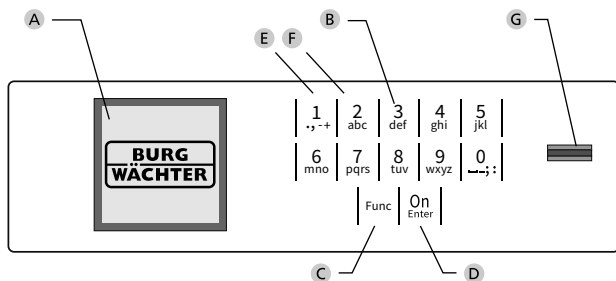 A E F B G
1 2 3 4 5
.,-+ abc def ghi jkl
BURG
WÄCHTER
6 7 8 9 0
mno pqrs tuv wxyz ⎵–;:
Func On
Enter
C D